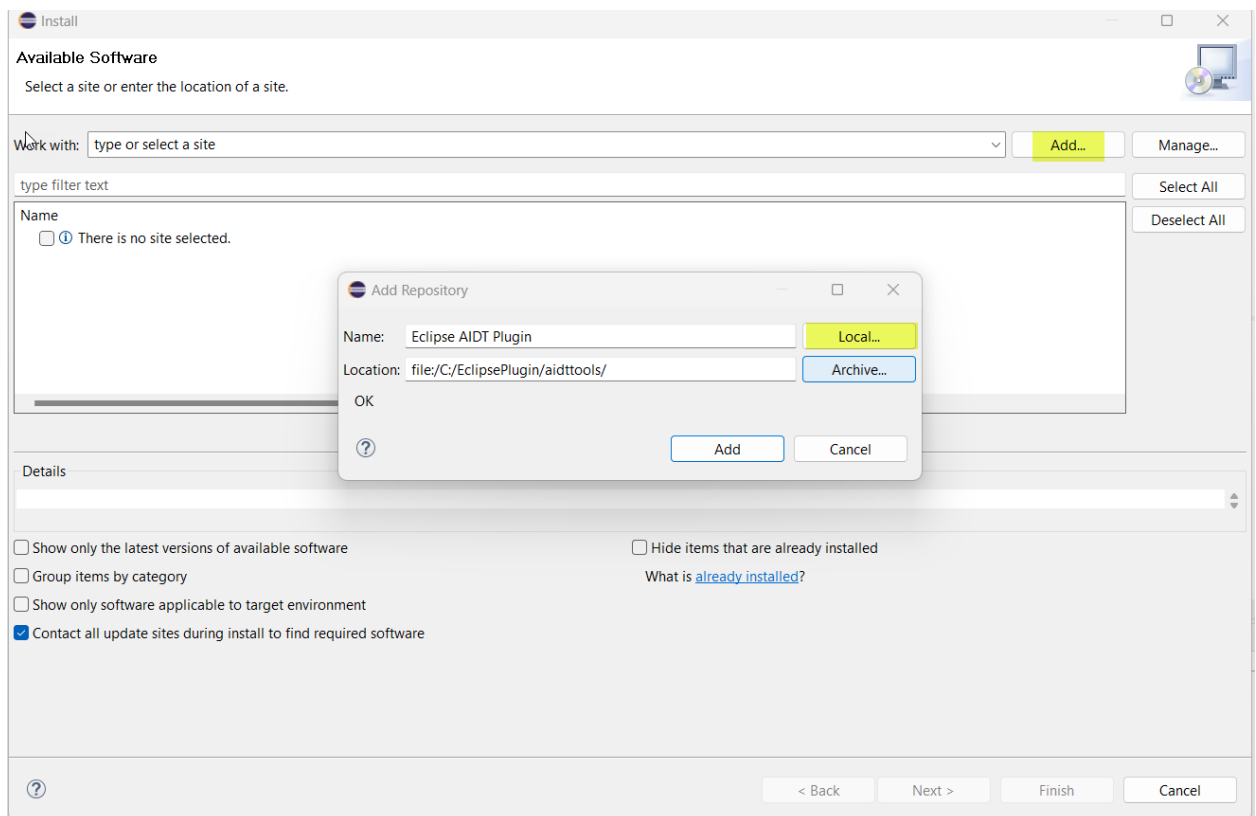 Install
Available Software
Select a site or enter the location of a site.
Work with: type or select a site Add... Manage...
type filter text Select All
Name Deselect All
There is no site selected.
Add Repository
Name: Eclipse AIDT Plugin Local...
Location: file:/C:/EclipsePlugin/aidttools/ Archive...
OK
Add Cancel
Details
Show only the latest versions of available software Hide items that are already installed
Group items by category What is already installed?
Show only software applicable to target environment
Contact all update sites during install to find required software
< Back Next > Finish Cancel